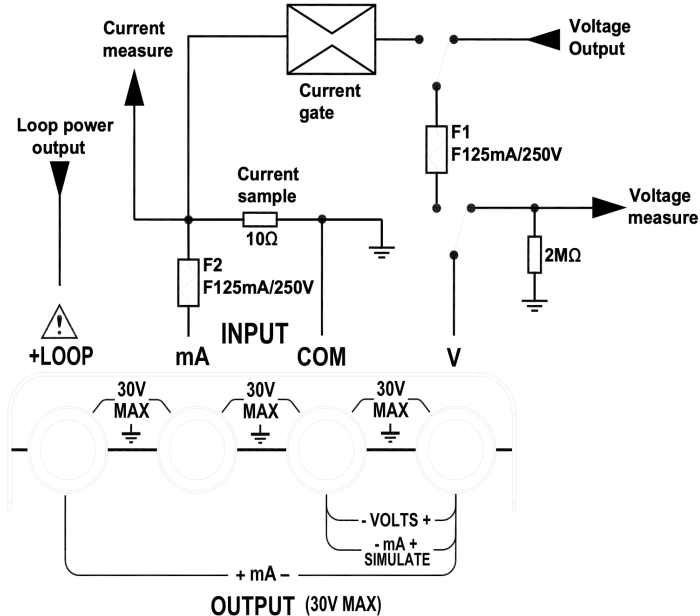 Current
measure
Voltage
Output
Current
gate
Loop power
output
F1
F125mA/250V
Current
sample
Voltage
measure
10Ω
2MΩ
F2
F125mA/250V
INPUT
+LOOP
mA
COM
V
30V
MAX
30V
MAX
30V
MAX
- VOLTS +
- mA +
SIMULATE
+ mA –
OUTPUT (30V MAX)